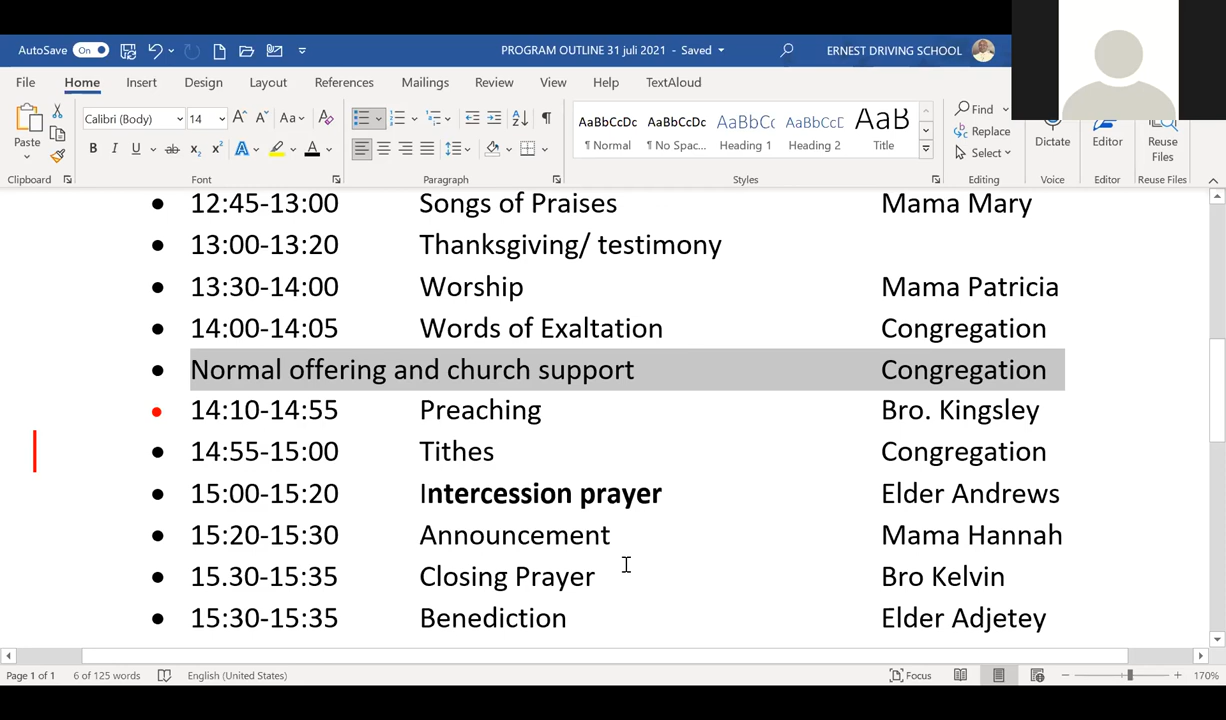 AutoSave On PROGRAM OUTLINE 31 juli 2021 - Saved ERNEST DRIVING SCHOOL
File Home Insert Design Layout References Mailings Review View Help TextAloud
Calibri (Body) 14 Aa AaBbCcDc AaBbCcDc AaBbCc AaBbCcD AaB Find
Replace
Paste B I U ab x₂ x² A A ¶ Normal ¶ No Spac... Heading 1 Heading 2 Title Select Dictate Editor Reuse Files
Clipboard Font Paragraph Styles Editing Voice Editor Reuse Files
• 12:45-13:00 Songs of Praises Mama Mary
• 13:00-13:20 Thanksgiving/ testimony
• 13:30-14:00 Worship Mama Patricia
• 14:00-14:05 Words of Exaltation Congregation
• Normal offering and church support Congregation
• 14:10-14:55 Preaching Bro. Kingsley
• 14:55-15:00 Tithes Congregation
• 15:00-15:20 Intercession prayer Elder Andrews
• 15:20-15:30 Announcement Mama Hannah
• 15.30-15:35 Closing Prayer Bro Kelvin
• 15:30-15:35 Benediction Elder Adjetey
Page 1 of 1 6 of 125 words English (United States) Focus 170%